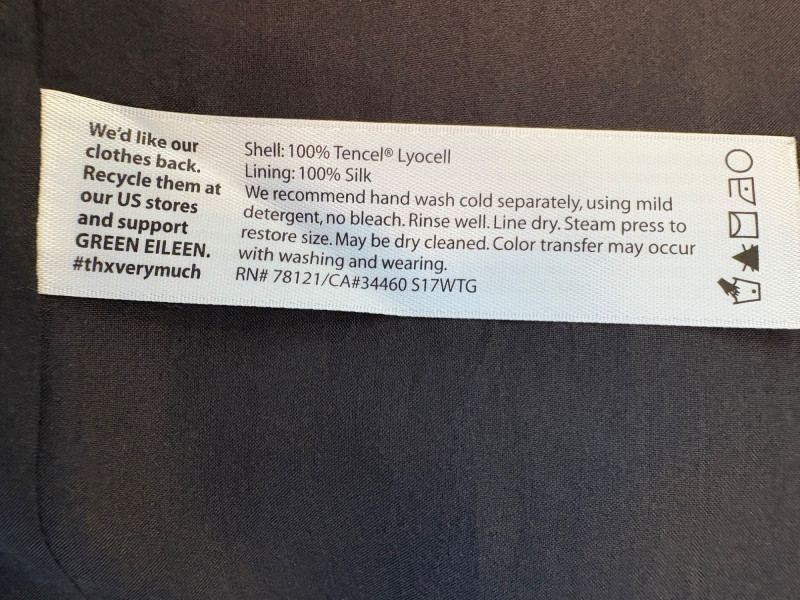 We'd like our
clothes back.
Recycle them at
our US stores
and support
GREEN EILEEN.
#thxverymuch
Shell: 100% Tencel® Lyocell
Lining: 100% Silk
We recommend hand wash cold separately, using mild
detergent, no bleach. Rinse well. Line dry. Steam press to
restore size. May be dry cleaned. Color transfer may occur
with washing and wearing.
RN# 78121/CA#34460 S17WTG